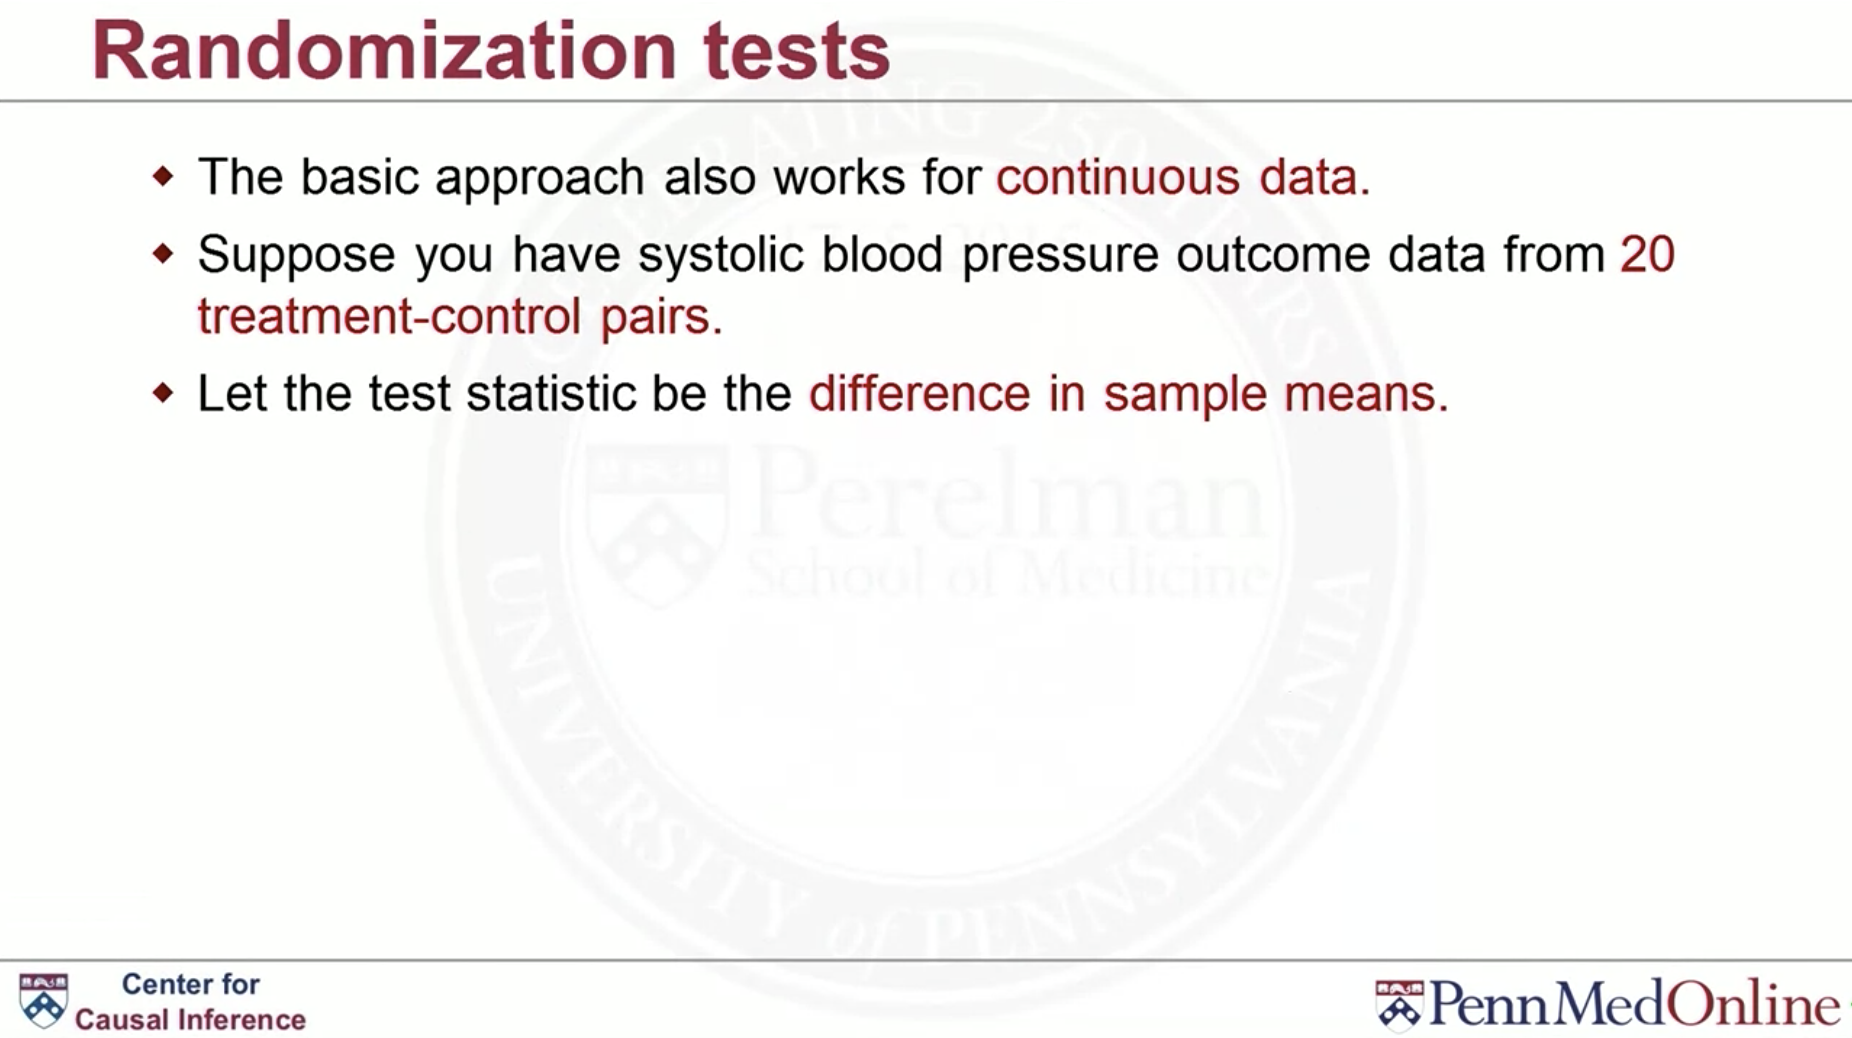 Randomization tests
The basic approach also works for continuous data.
Suppose you have systolic blood pressure outcome data from 20
treatment-control pairs.
Let the test statistic be the difference in sample means.
Perelman
School of Medicine
UNIVERSITY of PENNSYLVANIA
Center for
Causal Inference
PennMedOnline